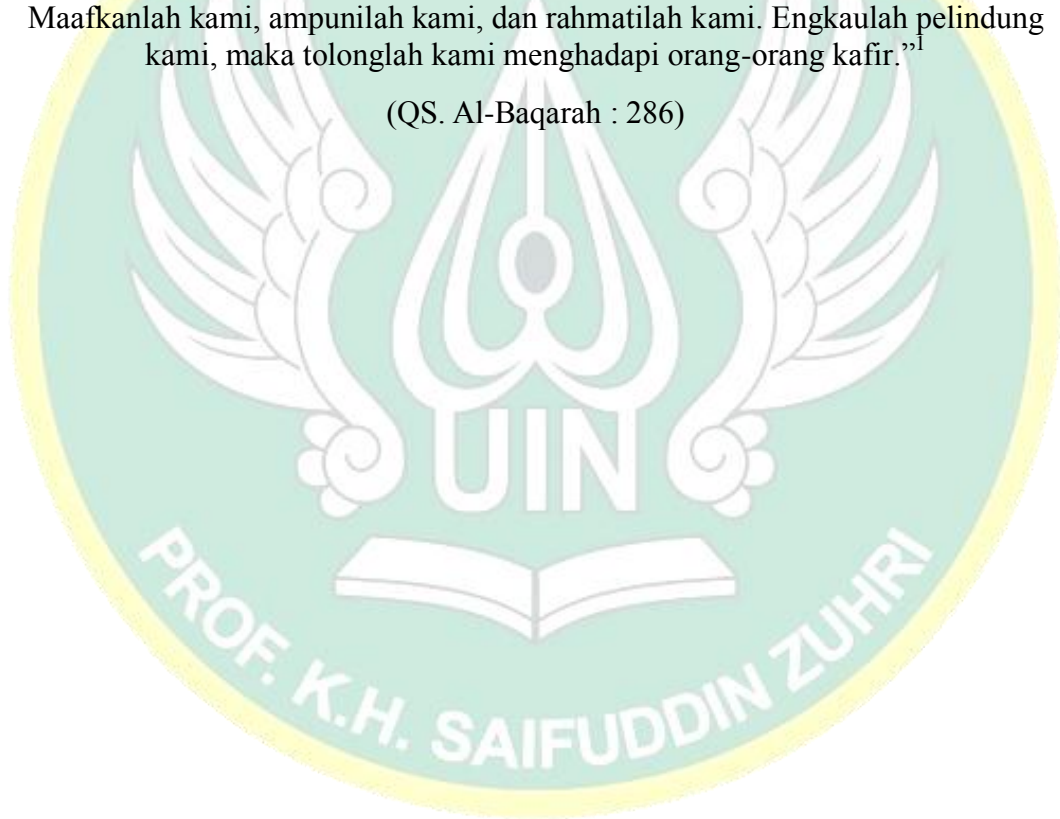 Maafkanlah kami, ampunilah kami, dan rahmatilah kami. Engkaulah pelindung
kami, maka tolonglah kami menghadapi orang-orang kafir.”1
(QS. Al-Baqarah : 286)
UIN
PROF. K.H. SAIFUDDIN ZUHRI